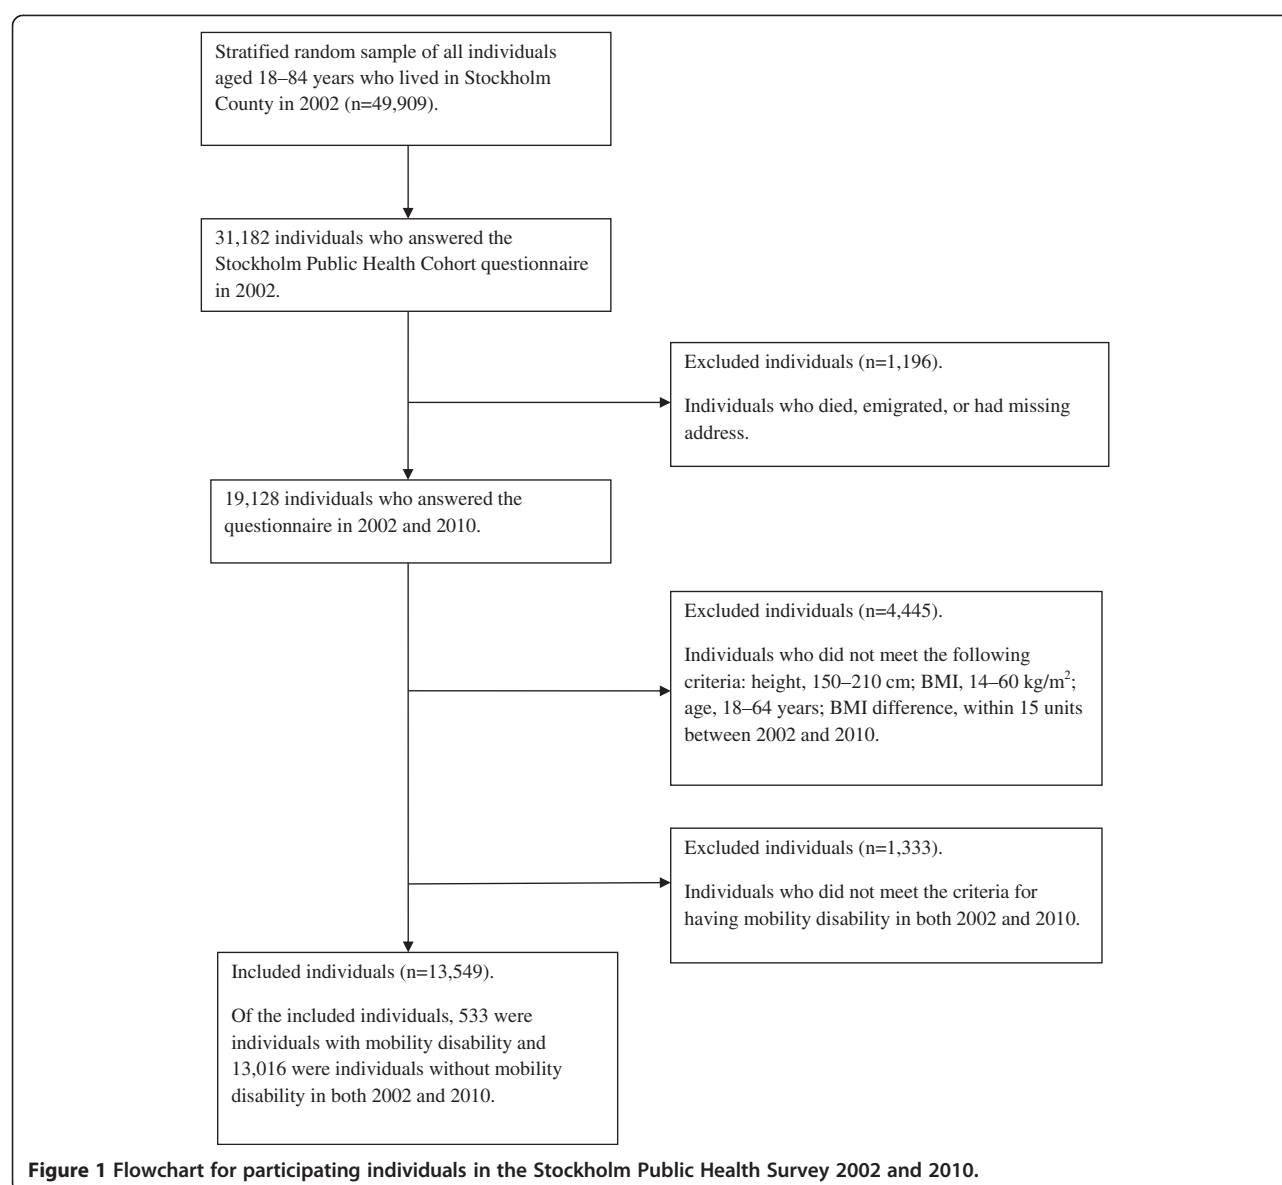 Stratified random sample of all individuals
aged 18–84 years who lived in Stockholm
County in 2002 (n=49,909).
31,182 individuals who answered the
Stockholm Public Health Cohort questionnaire
in 2002.
Excluded individuals (n=1,196).
Individuals who died, emigrated, or had missing
address.
19,128 individuals who answered the
questionnaire in 2002 and 2010.
Excluded individuals (n=4,445).
Individuals who did not meet the following
criteria: height, 150–210 cm; BMI, 14–60 kg/m²;
age, 18–64 years; BMI difference, within 15 units
between 2002 and 2010.
Excluded individuals (n=1,333).
Individuals who did not meet the criteria for
having mobility disability in both 2002 and 2010.
Included individuals (n=13,549).
Of the included individuals, 533 were
individuals with mobility disability and
13,016 were individuals without mobility
disability in both 2002 and 2010.
Figure 1 Flowchart for participating individuals in the Stockholm Public Health Survey 2002 and 2010.